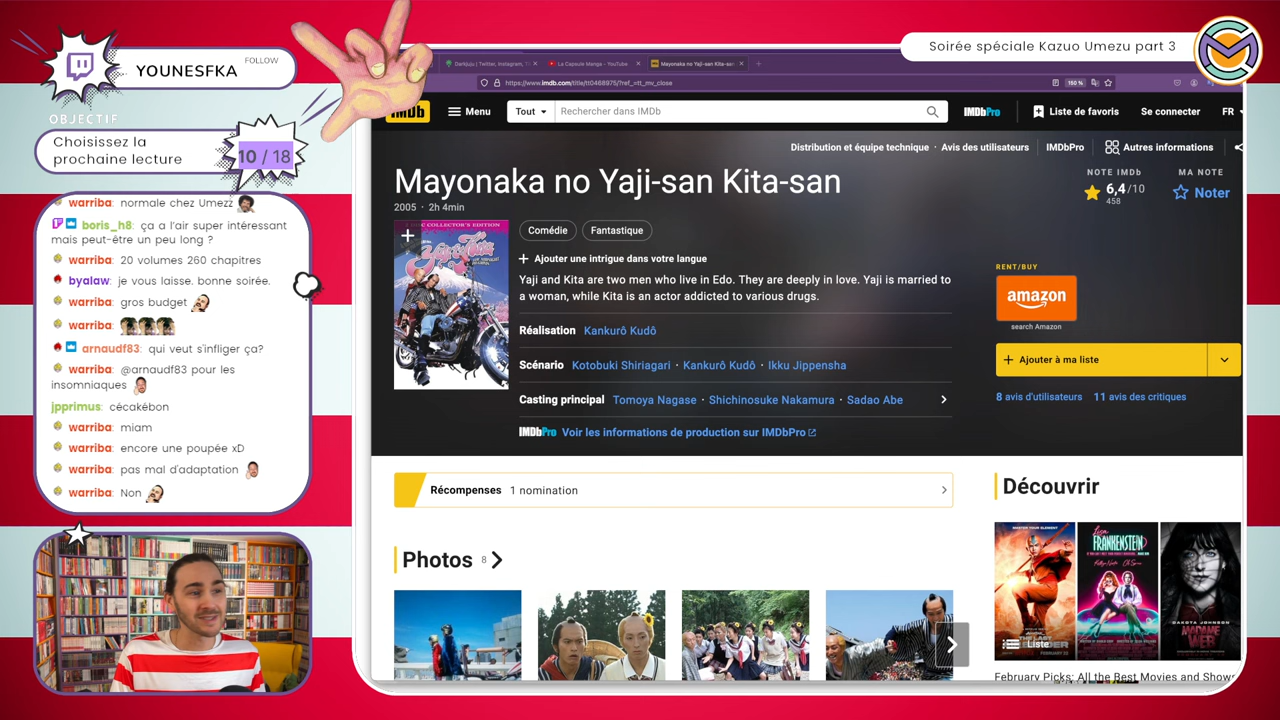 Soirée spéciale Kazuo Umezu part 3
FOLLOW
YOUNESFKA
OBJECTIF
Choisissez la
prochaine lecture
10 / 18
warriba: normale chez Umezz
boris_h8: ça a l'air super intéressant
mais peut-être un peu long ?
warriba: 20 volumes 260 chapitres
byalaw: je vous laisse. bonne soirée.
warriba: gros budget
warriba:
arnaudf83: qui veut s'infliger ça?
warriba: @arnaudf83 pour les
insomniaques
jpprimus: cécakébon
warriba: miam
warriba: encore une poupée xD
warriba: pas mal d'adaptation
warriba: Non
La Capsule Manga - YouTube
Mayonaka no Yaji-san Kita-san
https://www.imdb.com/title/tt0468975/?ref_=tt_mv_close
150 %
IMDb
Menu
Tout
Rechercher dans IMDb
IMDbPro
Liste de favoris
Se connecter
FR
Distribution et équipe technique · Avis des utilisateurs
IMDbPro
Autres informations
Mayonaka no Yaji-san Kita-san
2005 · 2h 4min
NOTE IMDb
6,4/10
458
MA NOTE
Noter
Comédie
Fantastique
Ajouter une intrigue dans votre langue
Yaji and Kita are two men who live in Edo. They are deeply in love. Yaji is married to
a woman, while Kita is an actor addicted to various drugs.
Réalisation Kankurô Kudô
Scénario Kotobuki Shiriagari · Kankurô Kudô · Ikku Jippensha
Casting principal Tomoya Nagase · Shichinosuke Nakamura · Sadao Abe
IMDbPro Voir les informations de production sur IMDbPro
RENT/BUY
amazon
search Amazon
Ajouter à ma liste
8 avis d'utilisateurs
11 avis des critiques
Récompenses 1 nomination
Photos 8
Découvrir
LISA FRANKENSTEIN
DAKOTA JOHNSON
MADAME WEB
Liste
February Picks: All the Best Movies and Shows